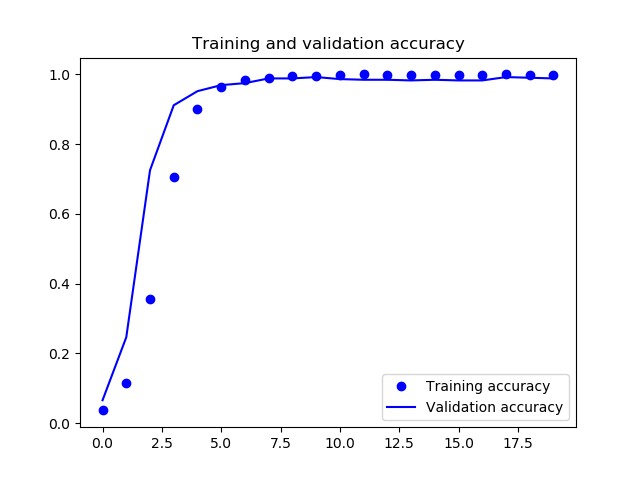 Training and validation accuracy
1.0
0.8
0.6
0.4
0.2
0.0
Training accuracy
Validation accuracy
0.0 2.5 5.0 7.5 10.0 12.5 15.0 17.5